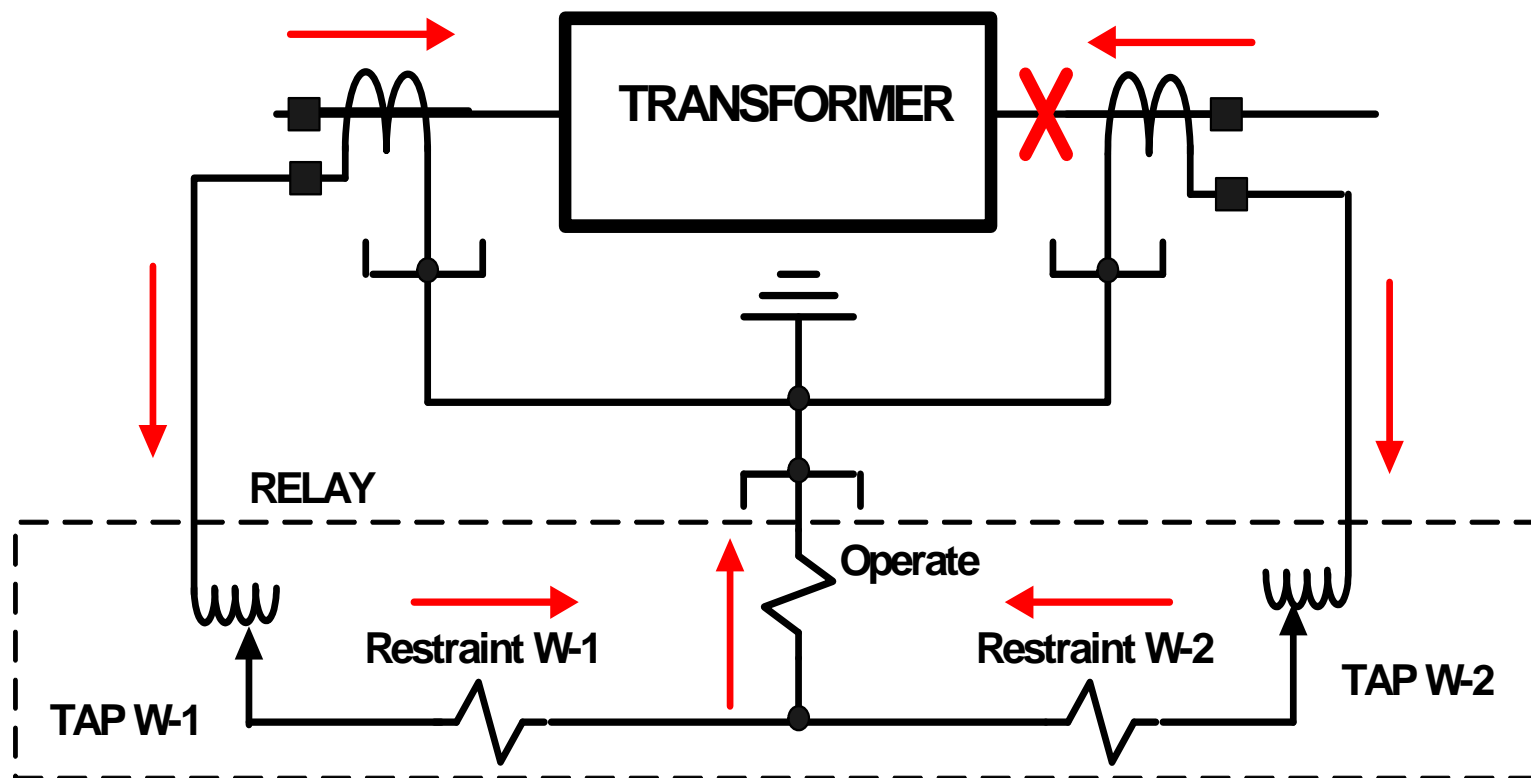 TRANSFORMER
RELAY
Operate
Restraint W-1
Restraint W-2
TAP W-1
TAP W-2